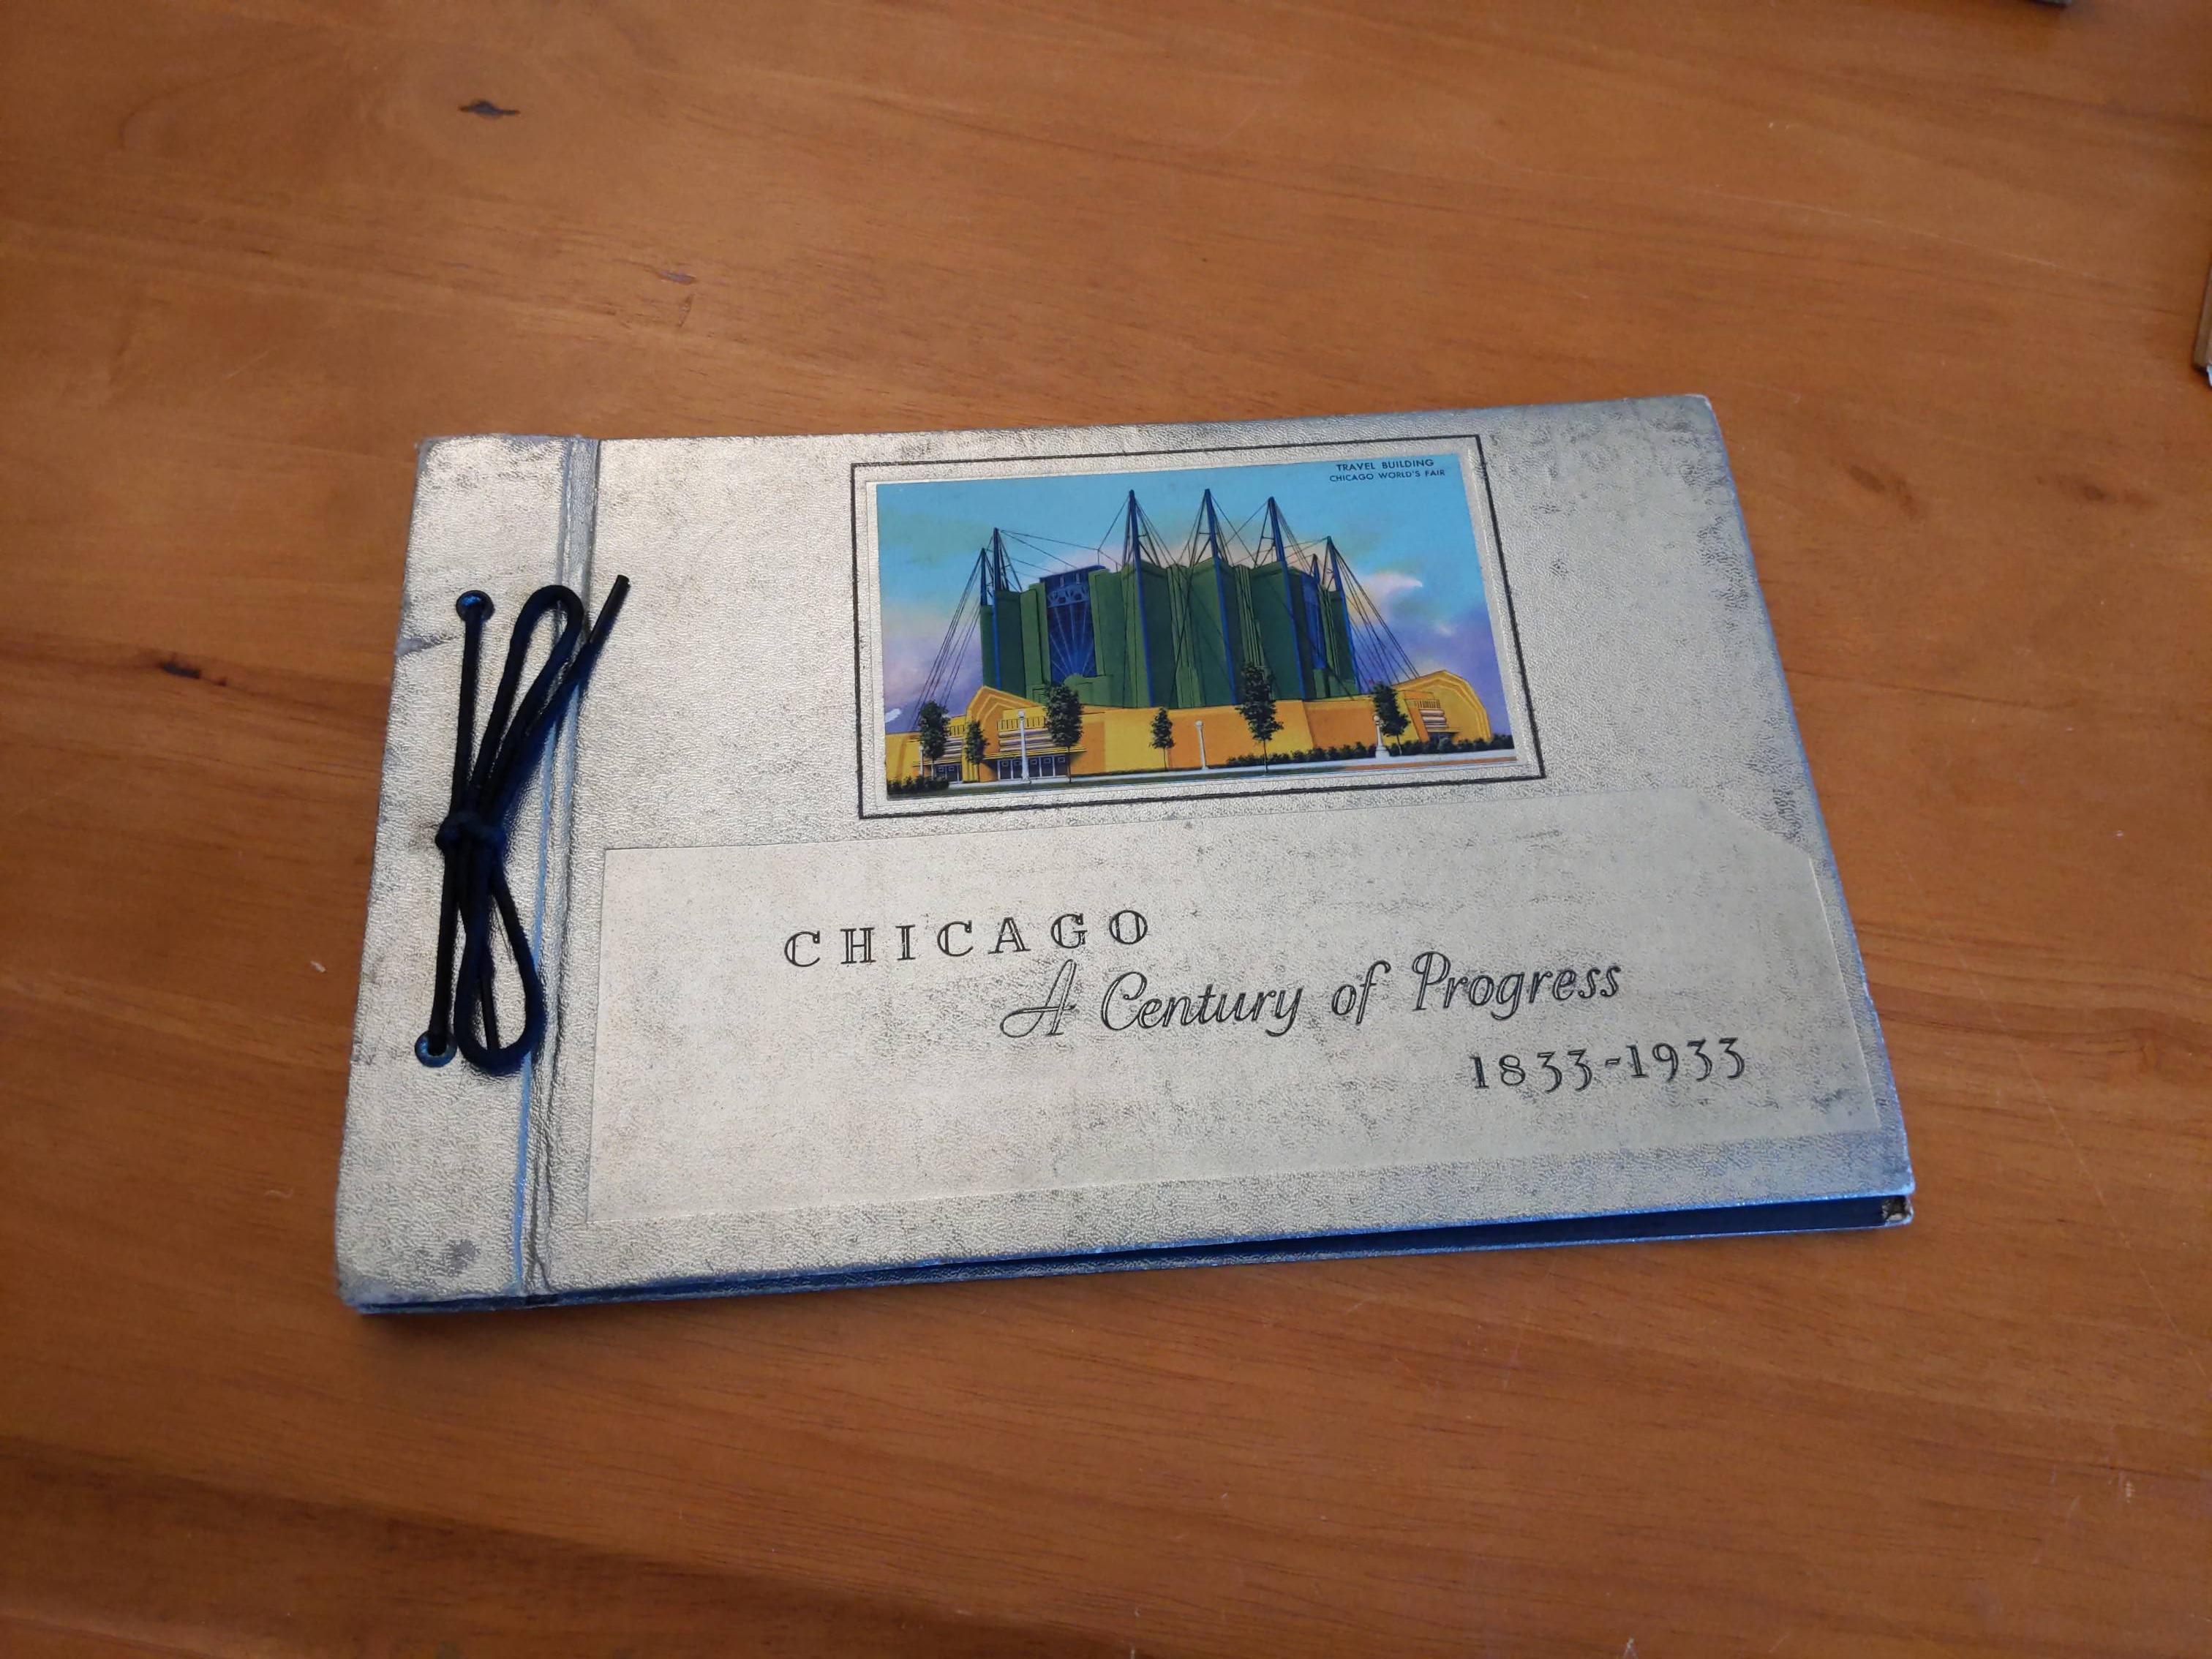 TRAVEL BUILDING
CHICAGO WORLD'S FAIR
CHICAGO
A Century of Progress
1833-1933